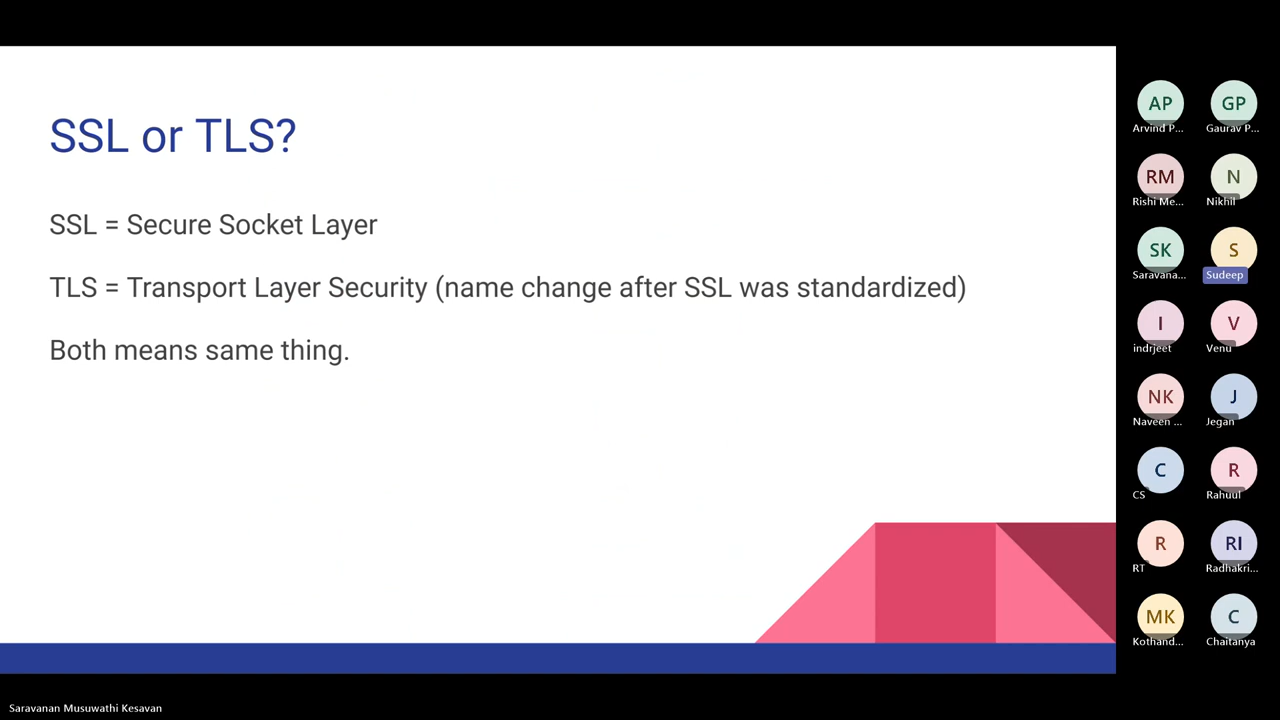 SSL or TLS?
SSL = Secure Socket Layer
TLS = Transport Layer Security (name change after SSL was standardized)
Both means same thing.
AP
Arvind P...
GP
Gaurav P...
RM
Rishi Me...
N
Nikhil
SK
Saravana...
S
Sudeep
I
indrjeet
V
Venu
NK
Naveen ...
J
Jegan
C
CS
R
Rahuul
R
RT
RI
Radhakri...
MK
Kothand...
C
Chaitanya
Saravanan Musuwathi Kesavan